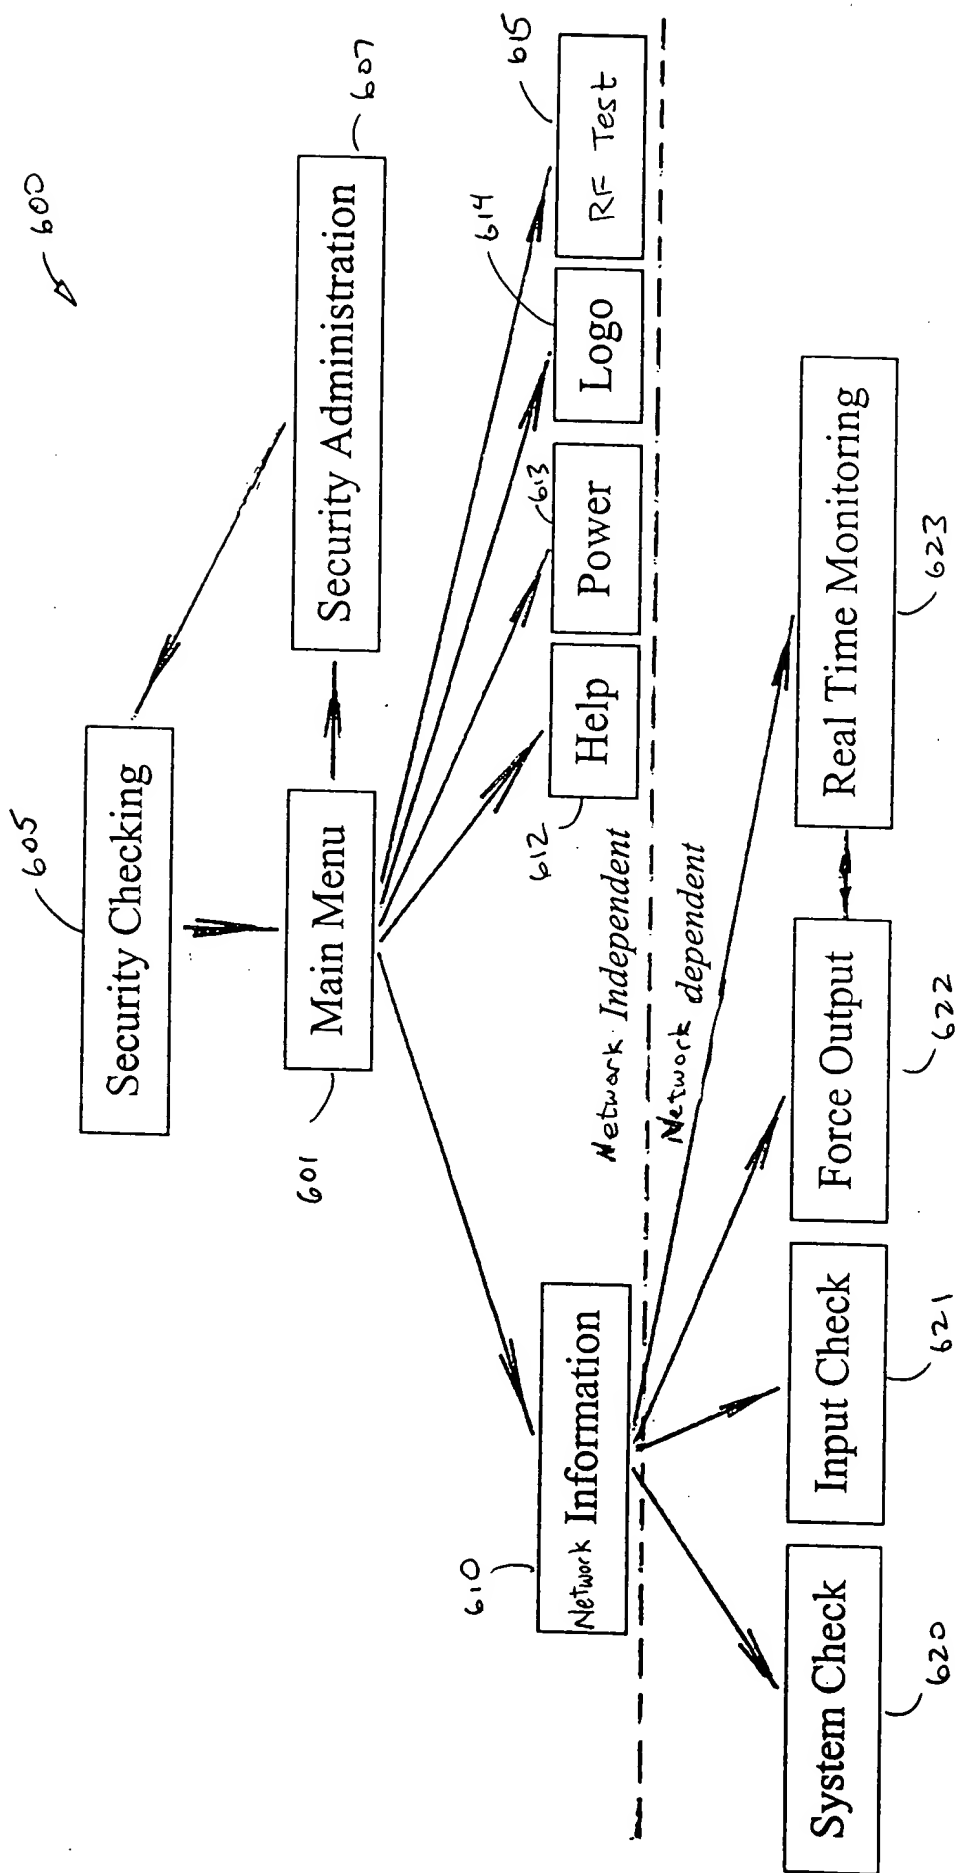 600
605
Security Checking
607
Security Administration
601
Main Menu
610
Network Information
612
Help
613
Power
614
Logo
615
RF Test
Network Independent
Network dependent
System Check
620
Input Check
621
Force Output
622
Real Time Monitoring
623